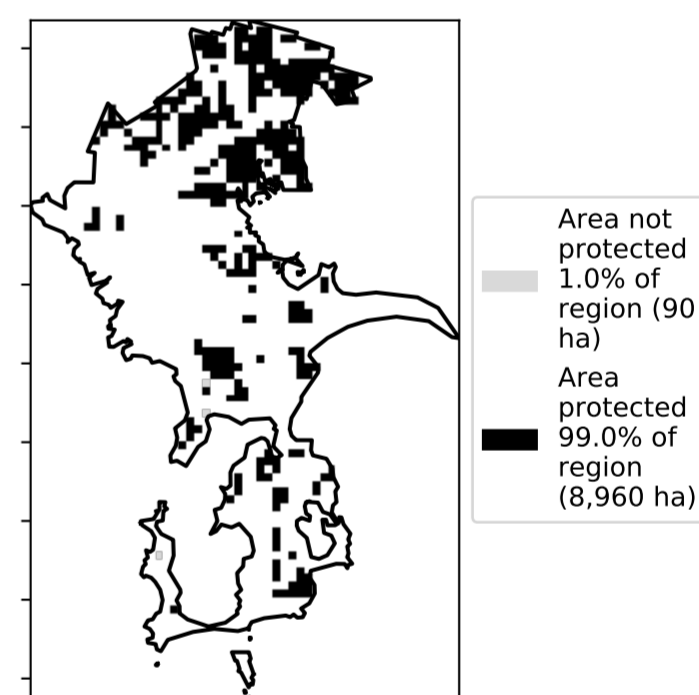 Area not
protected
1.0% of
region (90
ha)
Area
protected
99.0% of
region
(8,960 ha)